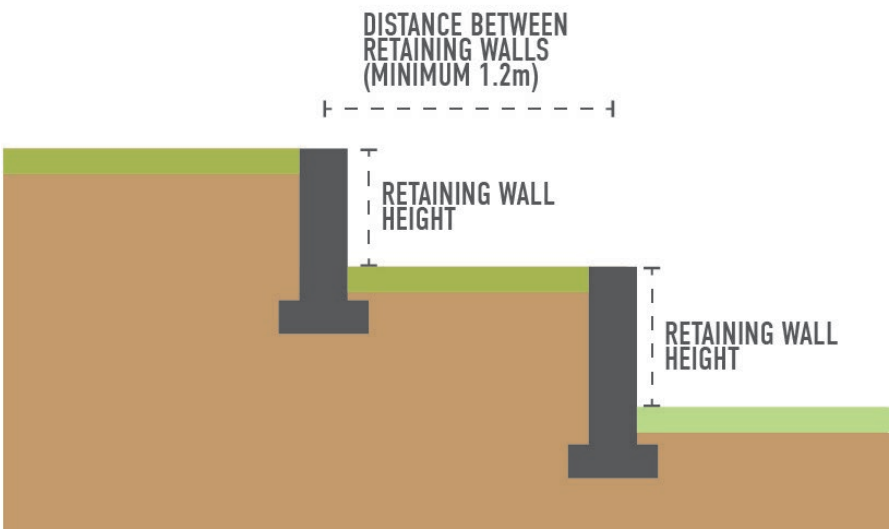 DISTANCE BETWEEN
RETAINING WALLS
(MINIMUM 1.2m)
RETAINING WALL
HEIGHT
RETAINING WALL
HEIGHT